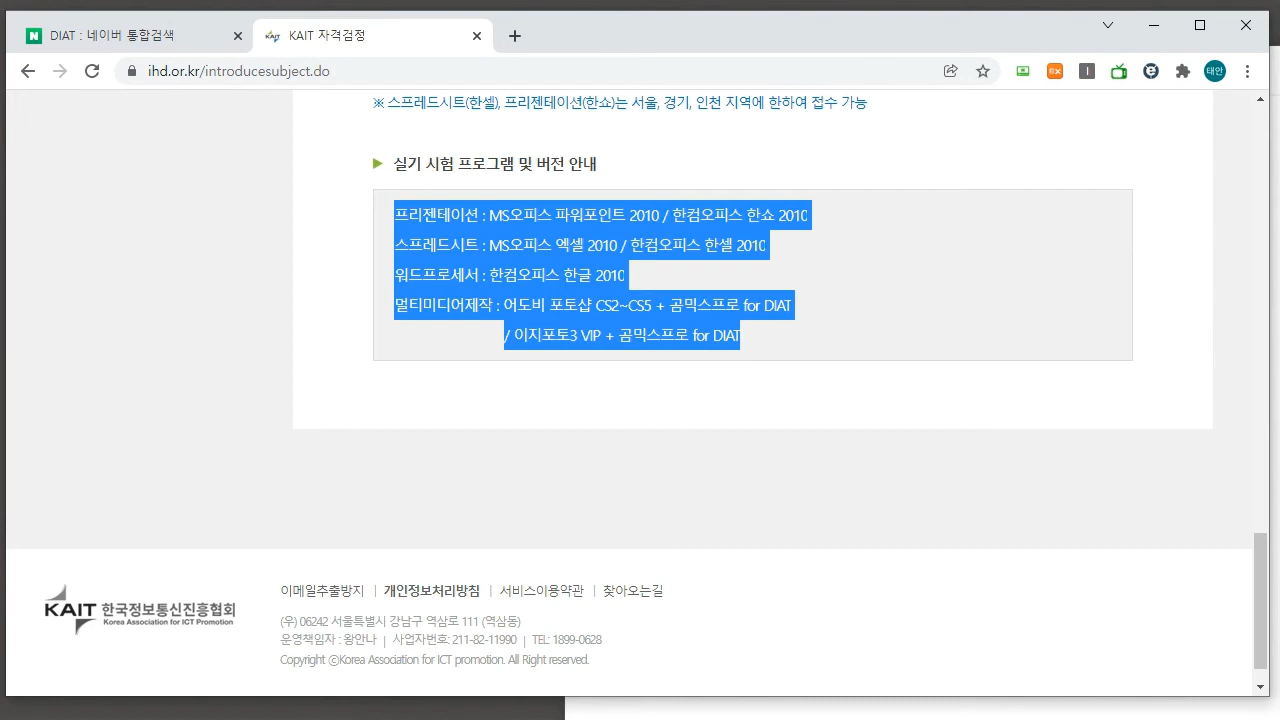 DIAT : 네이버 통합검색
KAIT 자격검정
ihd.or.kr/introducesubject.do
태안
※ 스프레드시트(한셀), 프리젠테이션(한쇼)는 서울, 경기, 인천 지역에 한하여 접수 가능
실기 시험 프로그램 및 버전 안내
프리젠테이션 : MS오피스 파워포인트 2010 / 한컴오피스 한쇼 2010
스프레드시트 : MS오피스 엑셀 2010 / 한컴오피스 한셀 2010
워드프로세서 : 한컴오피스 한글 2010
멀티미디어제작 : 어도비 포토샵 CS2~CS5 + 곰믹스프로 for DIAT
/ 이지포토3 VIP + 곰믹스프로 for DIAT
이메일추출방지 | 개인정보처리방침 | 서비스이용약관 | 찾아오는길
KAIT 한국정보통신진흥협회
Korea Association for ICT Promotion
(우) 06242 서울특별시 강남구 역삼로 111 (역삼동)
운영책임자 : 왕안나 | 사업자번호: 211-82-11990 | TEL: 1899-0628
Copyright ⓒKorea Association for ICT promotion. All Right reserved.